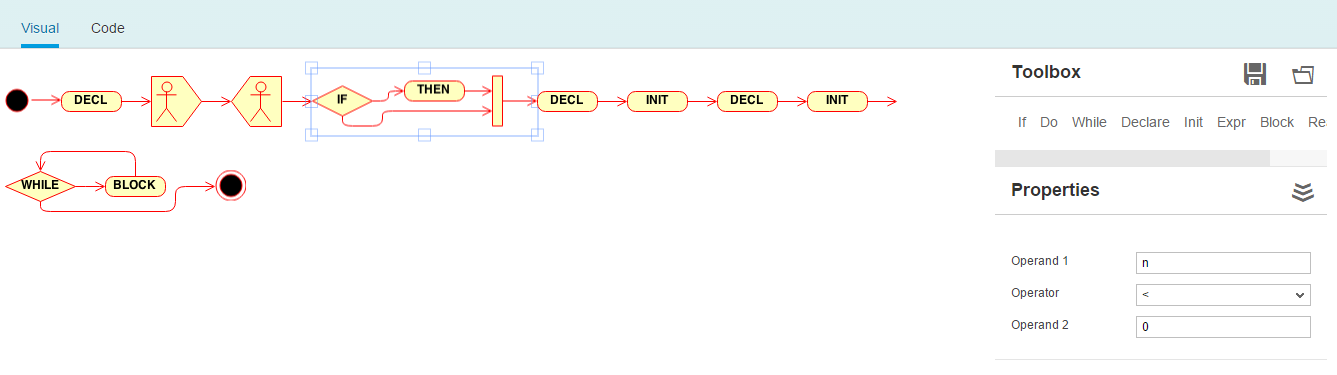 Visual Code
Toolbox
DECL IF THEN DECL INIT DECL INIT
If Do While Declare Init Expr Block Re
WHILE BLOCK
Properties
Operand 1 n
Operator <
Operand 2 0